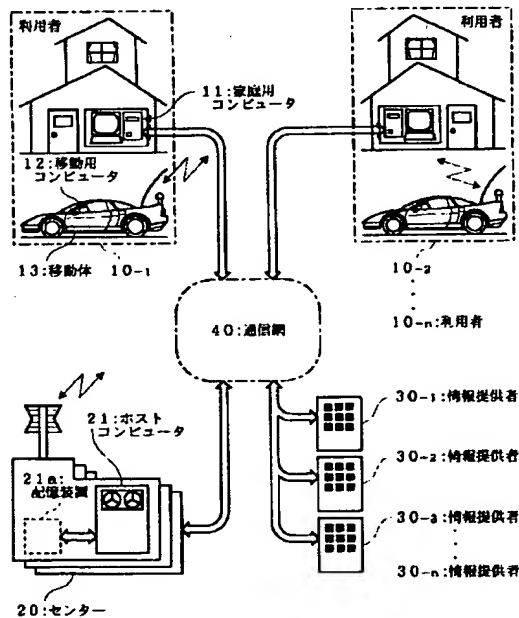 利用者
利用者
11:家庭用
コンピュータ
12:移動用
コンピュータ
13:移動体
10-1
10-2
10-n:利用者
40:通信網
21:ホスト
コンピュータ
21a:
記憶装置
20:センター
30-1:情報提供者
30-2:情報提供者
30-3:情報提供者
30-n:情報提供者